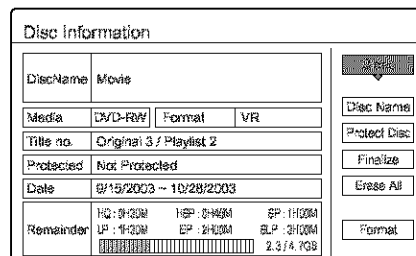 Disc Information
DiscName Movie
Media DVD-RW Format VR
Title no. Original 3 / Playlist 2
Protected Not Protected
Date 9/15/2003 ~ 10/28/2003
Remainder HQ : 0H30M HSP : 0H45M SP : 1H00M
LP : 1H30M EP : 2H00M SLP : 3H00M
2.3 / 4.7GB
Disc Name
Protect Disc
Finalize
Erase All
Format